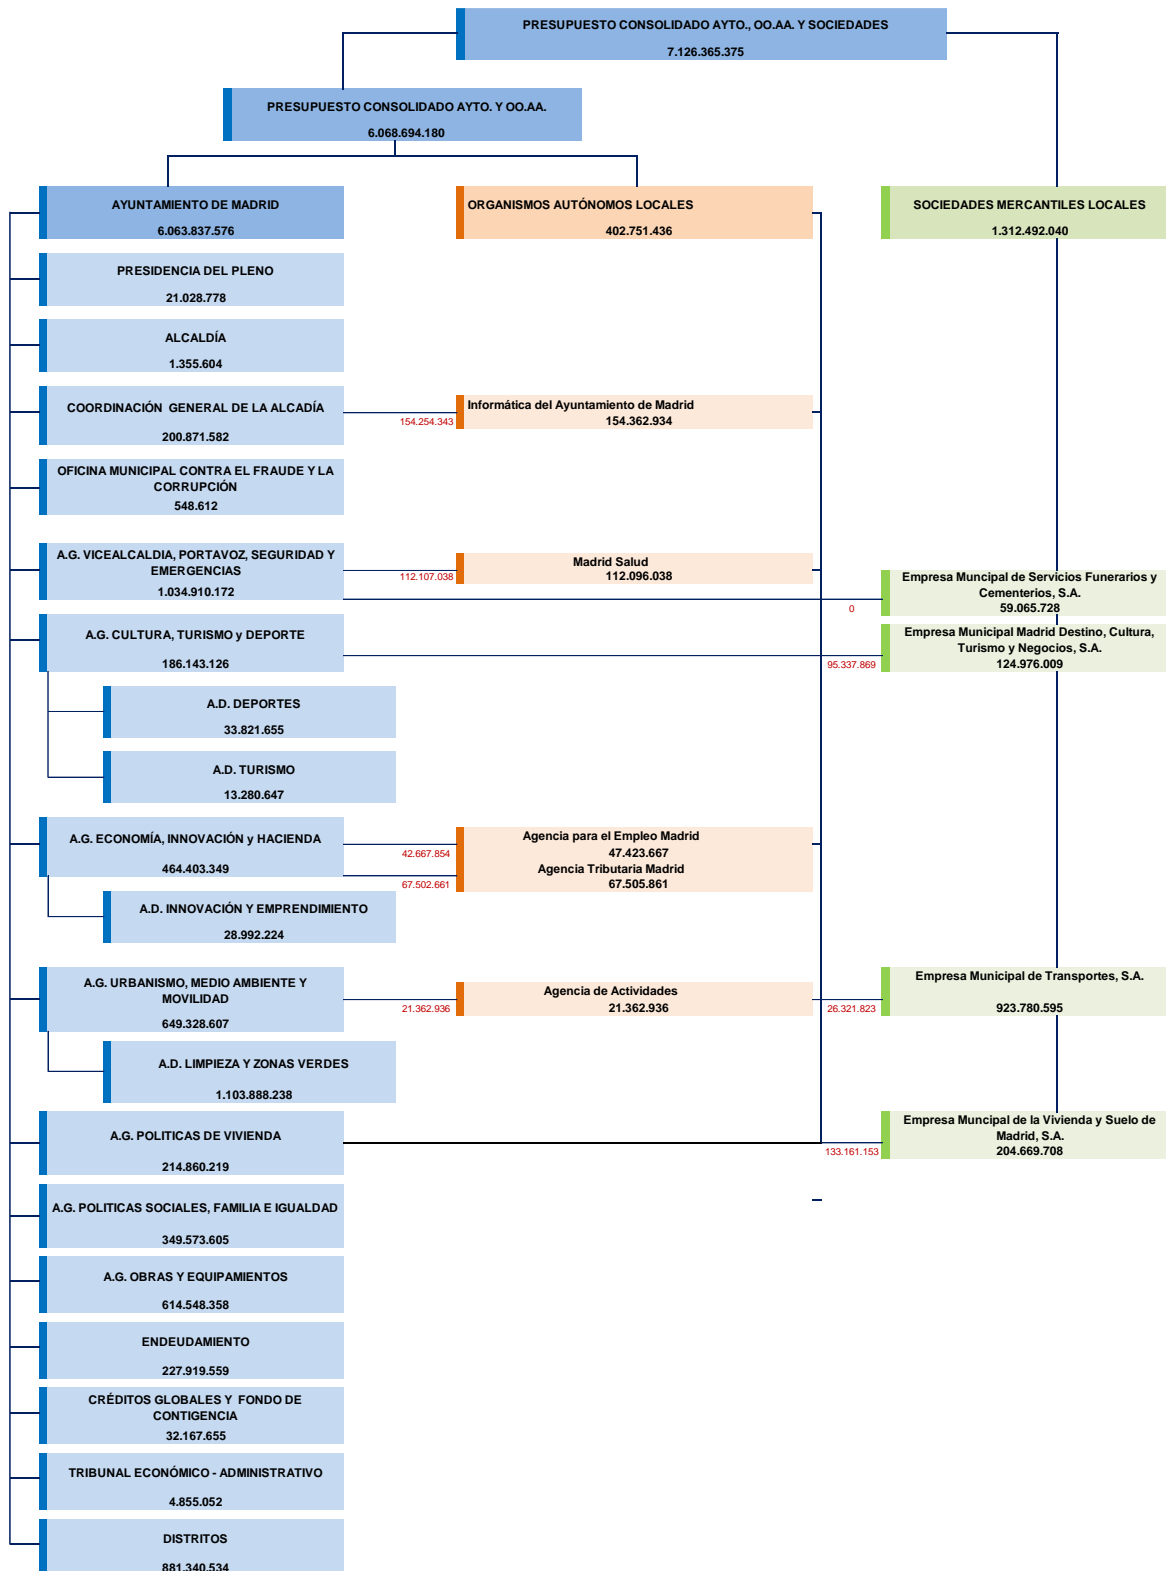 PRESUPUESTO CONSOLIDADO AYTO., OO.AA. Y SOCIEDADES
7.126.365.375
PRESUPUESTO CONSOLIDADO AYTO. Y OO.AA.
6.068.694.180
AYUNTAMIENTO DE MADRID
6.063.837.576
ORGANISMOS AUTÓNOMOS LOCALES
402.751.436
SOCIEDADES MERCANTILES LOCALES
1.312.492.040
PRESIDENCIA DEL PLENO
21.028.778
ALCALDÍA
1.355.604
COORDINACIÓN GENERAL DE LA ALCADÍA
200.871.582
154.254.343
Informática del Ayuntamiento de Madrid
154.362.934
OFICINA MUNICIPAL CONTRA EL FRAUDE Y LA
CORRUPCIÓN
548.612
A.G. VICEALCALDIA, PORTAVOZ, SEGURIDAD Y
EMERGENCIAS
1.034.910.172
112.107.038
Madrid Salud
112.096.038
0
Empresa Muncipal de Servicios Funerarios y
Cementerios, S.A.
59.065.728
A.G. CULTURA, TURISMO y DEPORTE
186.143.126
95.337.869
Empresa Municipal Madrid Destino, Cultura,
Turismo y Negocios, S.A.
124.976.009
A.D. DEPORTES
33.821.655
A.D. TURISMO
13.280.647
A.G. ECONOMÍA, INNOVACIÓN y HACIENDA
464.403.349
42.667.854
67.502.661
Agencia para el Empleo Madrid
47.423.667
Agencia Tributaria Madrid
67.505.861
A.D. INNOVACIÓN Y EMPRENDIMIENTO
28.992.224
A.G. URBANISMO, MEDIO AMBIENTE Y
MOVILIDAD
649.328.607
21.362.936
Agencia de Actividades
21.362.936
26.321.823
Empresa Municipal de Transportes, S.A.
923.780.595
A.D. LIMPIEZA Y ZONAS VERDES
1.103.888.238
A.G. POLITICAS DE VIVIENDA
214.860.219
133.161.153
Empresa Muncipal de la Vivienda y Suelo de
Madrid, S.A.
204.669.708
A.G. POLITICAS SOCIALES, FAMILIA E IGUALDAD
349.573.605
A.G. OBRAS Y EQUIPAMIENTOS
614.548.358
ENDEUDAMIENTO
227.919.559
CRÉDITOS GLOBALES Y FONDO DE
CONTIGENCIA
32.167.655
TRIBUNAL ECONÓMICO - ADMINISTRATIVO
4.855.052
DISTRITOS
881.340.534